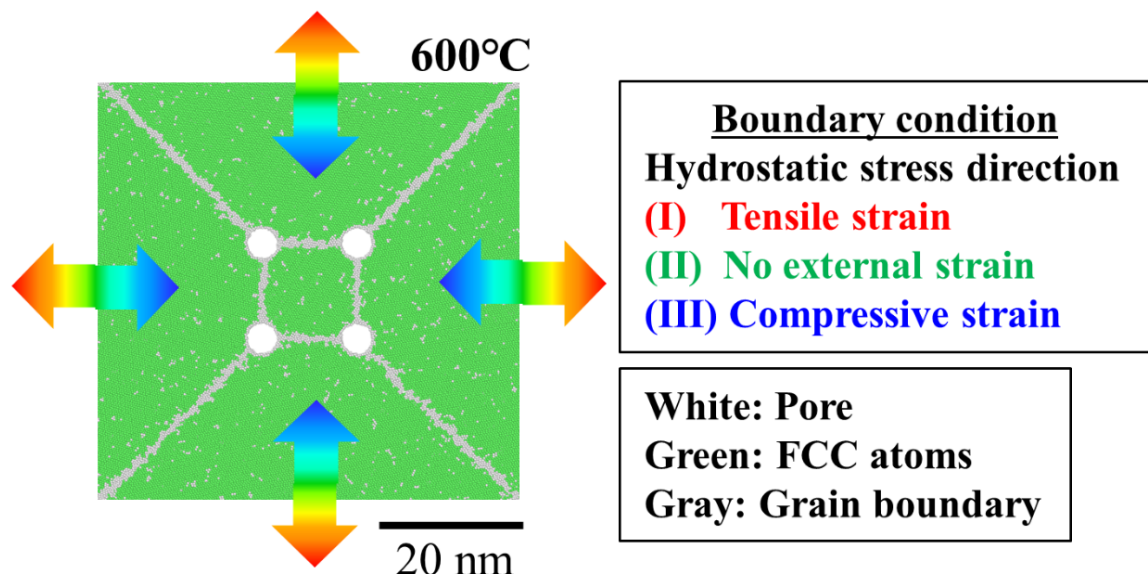 600°C
Boundary condition
Hydrostatic stress direction
(I) Tensile strain
(II) No external strain
(III) Compressive strain
White: Pore
Green: FCC atoms
Gray: Grain boundary
20 nm